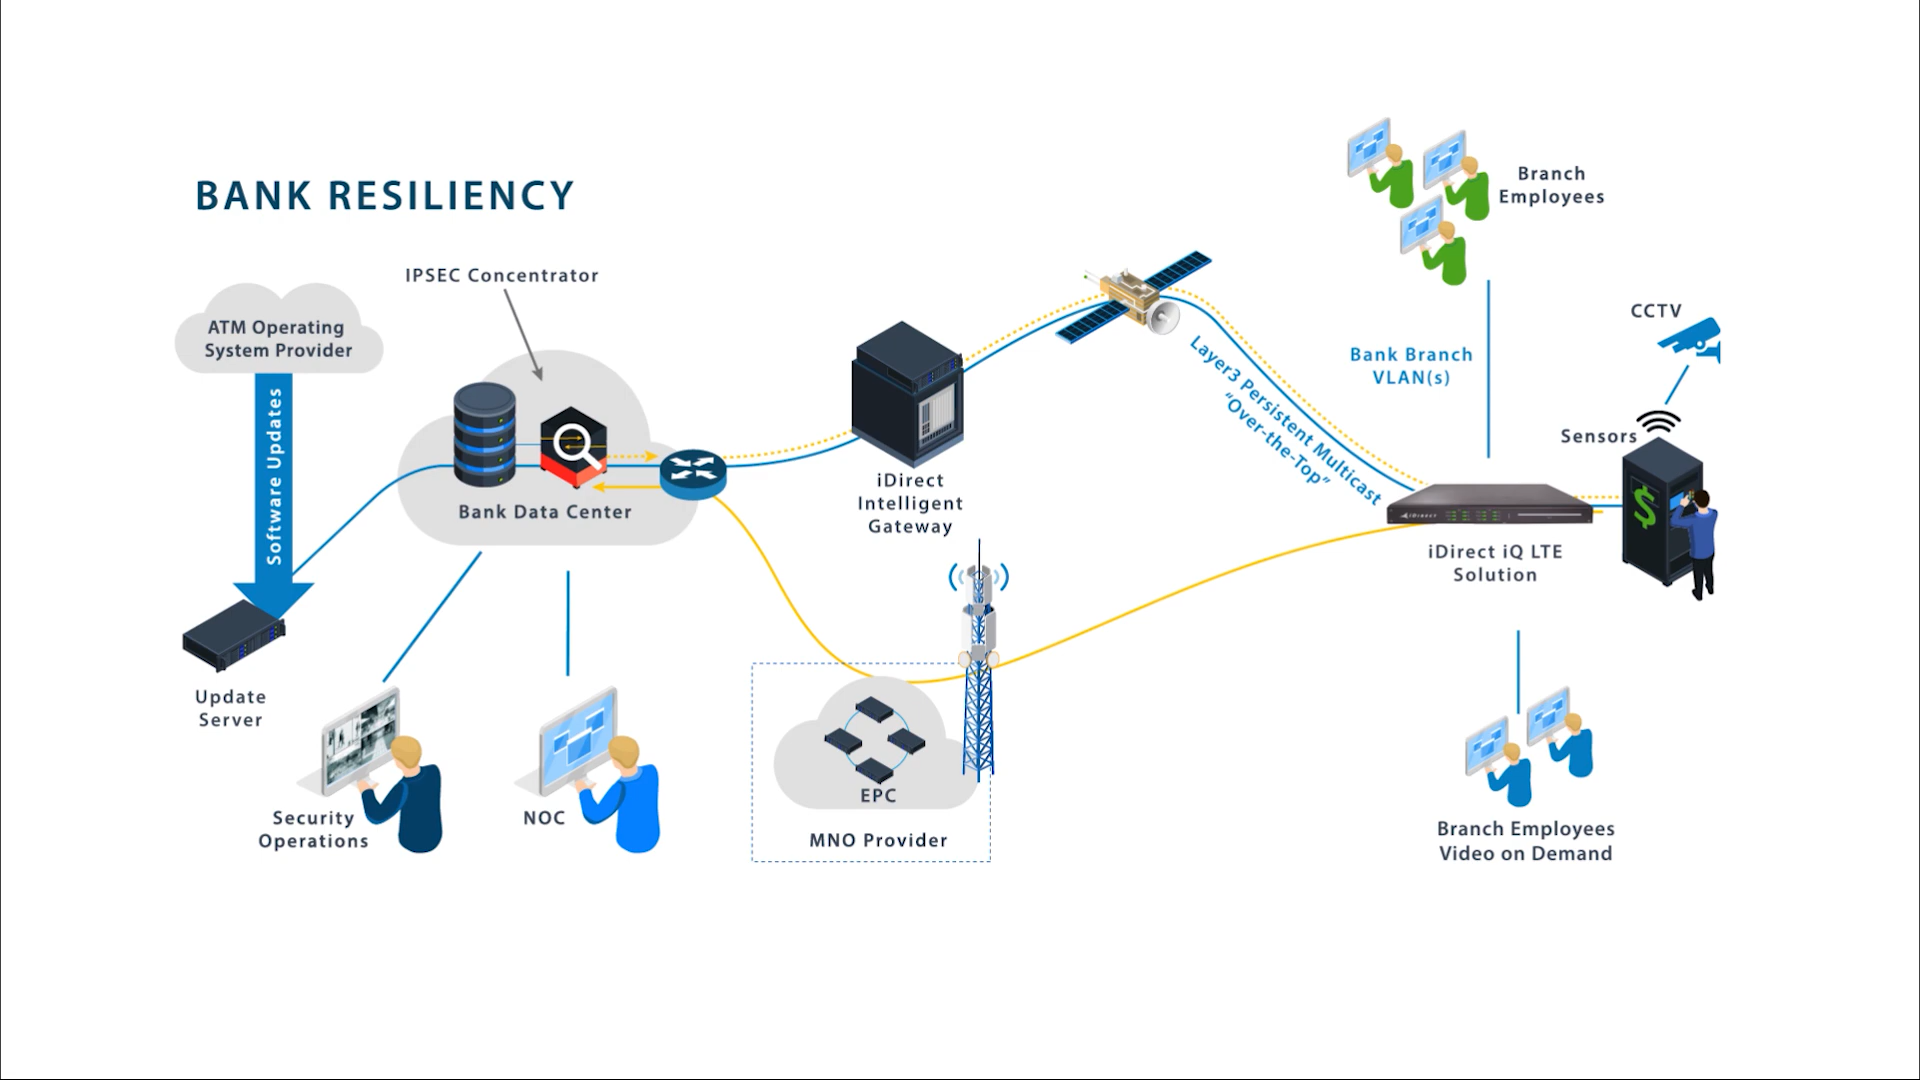 BANK RESILIENCY
IPSEC Concentrator
ATM Operating
System Provider
Software Updates
Bank Data Center
Update
Server
Security
Operations
NOC
iDirect
Intelligent
Gateway
EPC
MNO Provider
Layer3 Persistent Multicast
“Over-the-Top”
Branch
Employees
Bank Branch
VLAN(s)
CCTV
Sensors
$
iDIRECT
iDirect iQ LTE
Solution
Branch Employees
Video on Demand